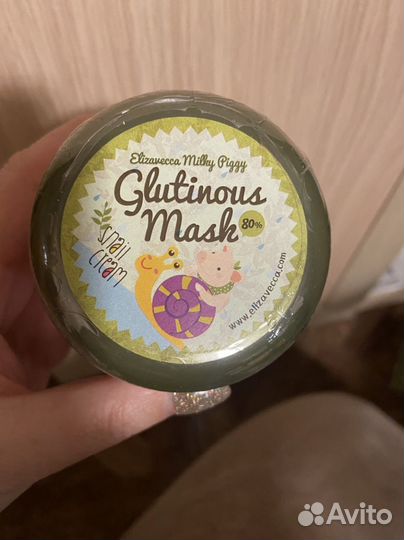 Elizavecca Milky Piggy
Glutinous
Mask 80%
Snail
Cream
www.elizavecca.com
Avito